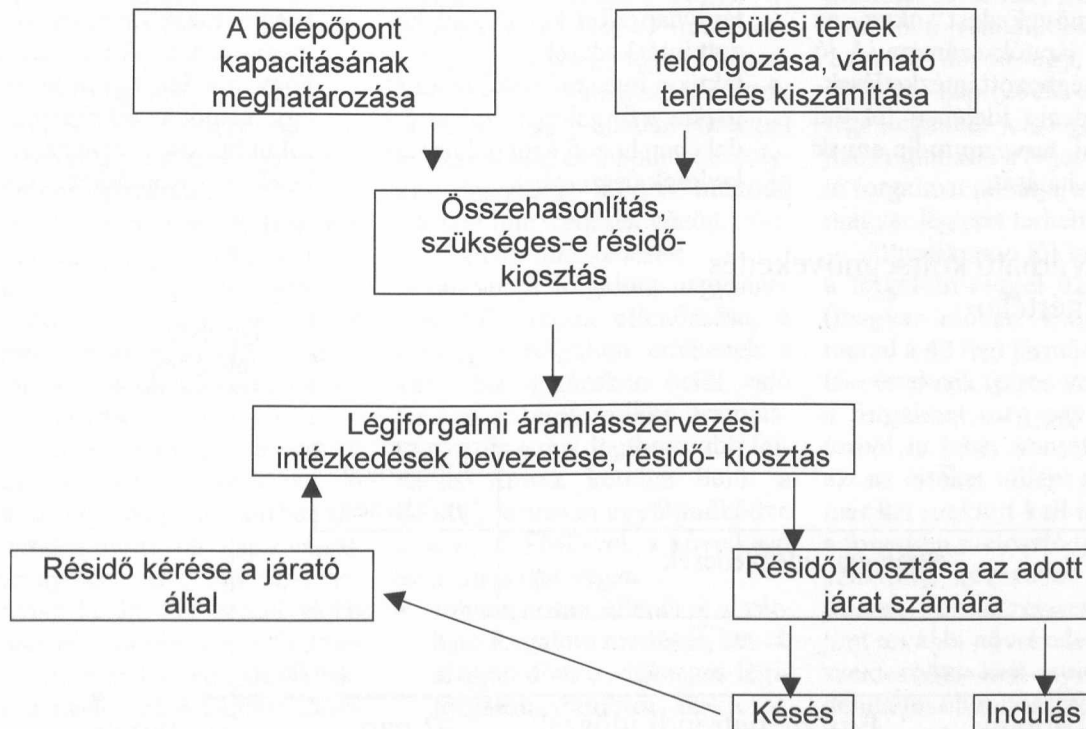 A belépőpont
kapacitásának
meghatározása
Repülési tervek
feldolgozása, várható
terhelés kiszámítása
Összehasonlítás,
szükséges-e résidő-
kiosztás
Légiforgalmi áramlásszervezési
intézkedések bevezetése, résidő- kiosztás
Résidő kérése a járató
által
Résidő kiosztása az adott
járat számára
Késés
Indulás